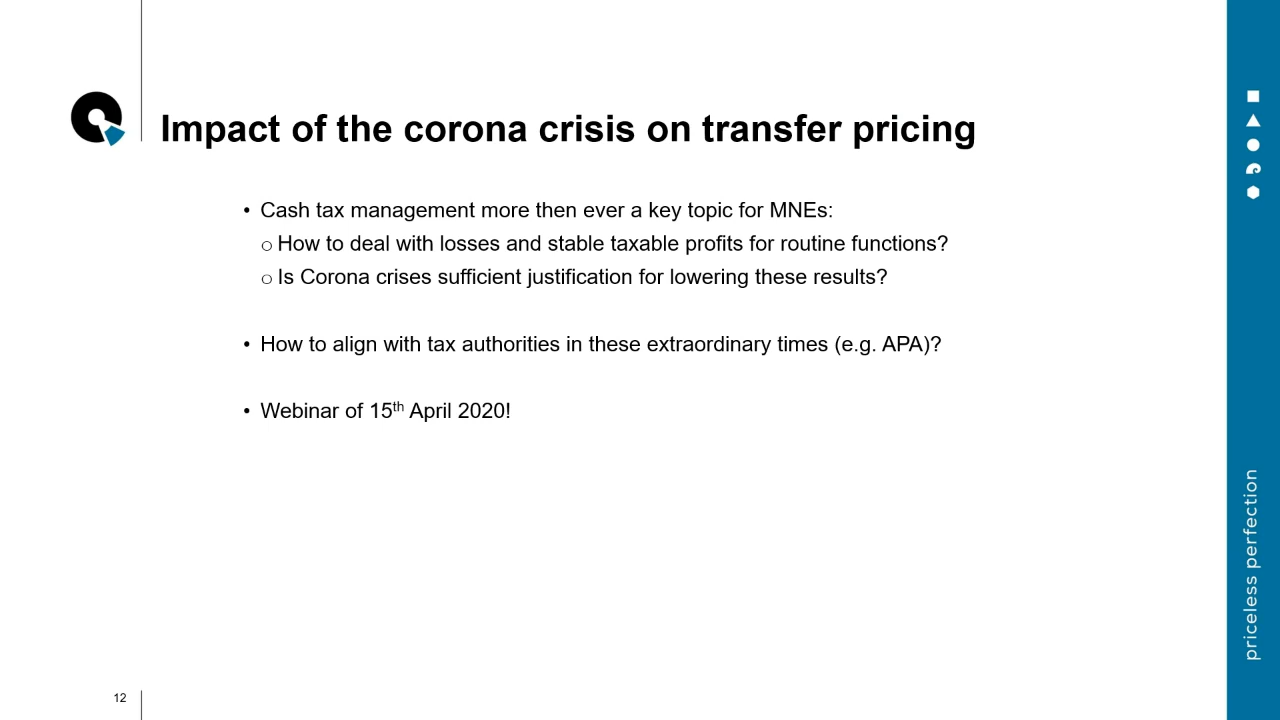 Impact of the corona crisis on transfer pricing
• Cash tax management more then ever a key topic for MNEs:
o How to deal with losses and stable taxable profits for routine functions?
o Is Corona crises sufficient justification for lowering these results?
• How to align with tax authorities in these extraordinary times (e.g. APA)?
• Webinar of 15th April 2020!
priceless perfection
12